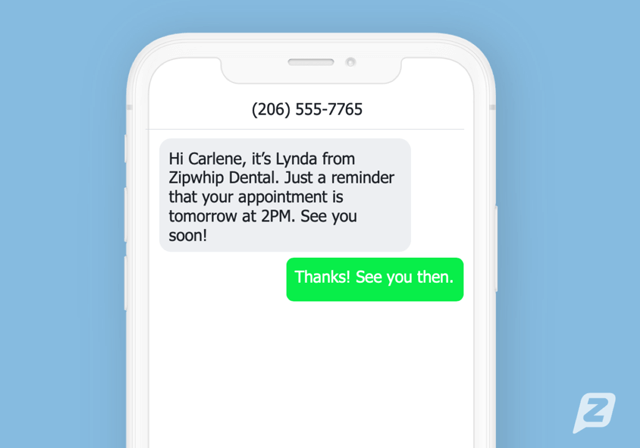 (206) 555-7765
Hi Carlene, it’s Lynda from
Zipwhip Dental. Just a reminder
that your appointment is
tomorrow at 2PM. See you
soon!
Thanks! See you then.
Z